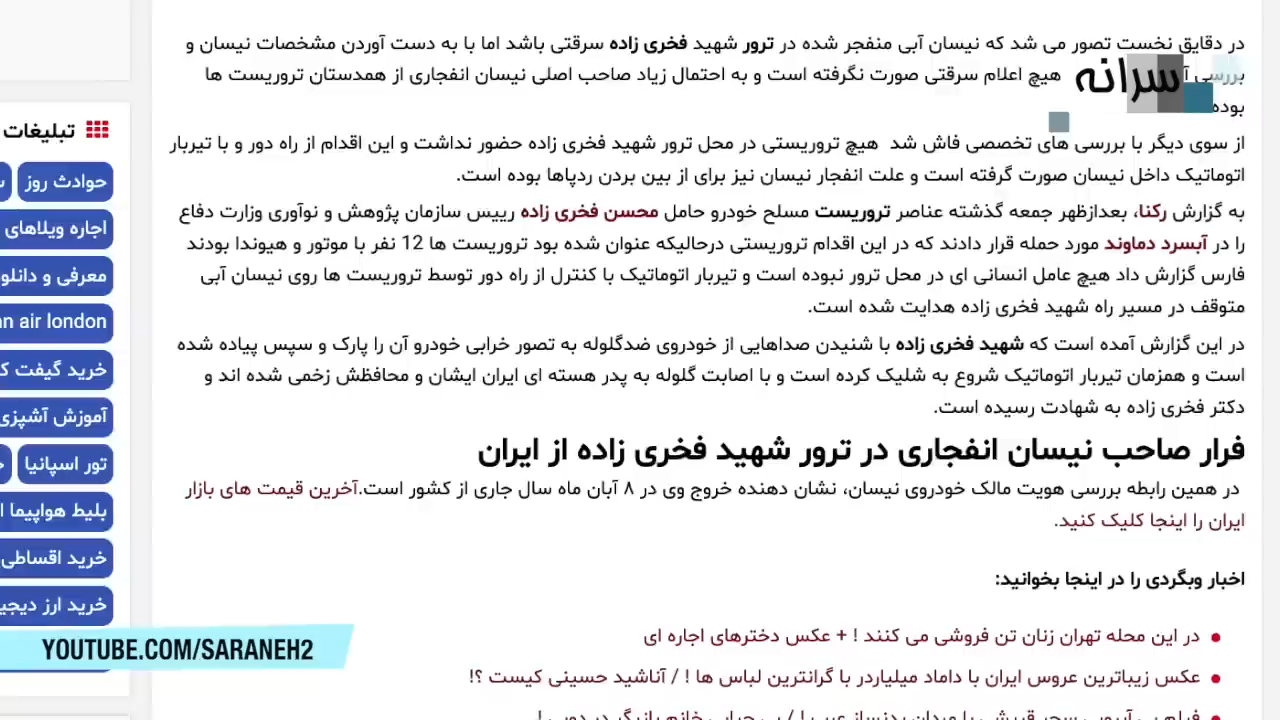 در دقایق نخست تصور می شد که نیسان آبی منفجر شده در ترور شهید فخری زاده سرقتی باشد اما با به دست آوردن مشخصات نیسان و
بررسی
هیچ اعلام سرقتی صورت نگرفته است و به احتمال زیاد صاحب اصلی نیسان انفجاری از همدستان تروریست ها
بوده
سرانه
از سوی دیگر با بررسی های تخصصی فاش شد هیچ تروریستی در محل ترور شهید فخری زاده حضور نداشت و این اقدام از راه دور و با تیربار
اتوماتیک داخل نیسان صورت گرفته است و علت انفجار نیسان نیز برای از بین بردن ردپاها بوده است.
به گزارش رکنا، بعدازظهر جمعه گذشته عناصر تروریست مسلح خودرو حامل محسن فخری زاده رییس سازمان پژوهش و نوآوری وزارت دفاع
را در آبسرد دماوند مورد حمله قرار دادند که در این اقدام تروریستی درحالیکه عنوان شده بود تروریست ها 12 نفر با موتور و هیوندا بودند
فارس گزارش داد هیچ عامل انسانی ای در محل ترور نبوده است و تیربار اتوماتیک با کنترل از راه دور توسط تروریست ها روی نیسان آبی
متوقف در مسیر راه شهید فخری زاده هدایت شده است.
در این گزارش آمده است که شهید فخری زاده با شنیدن صداهایی از خودروی ضدگلوله به تصور خرابی خودرو آن را پارک و سپس پیاده شده
است و همزمان تیربار اتوماتیک شروع به شلیک کرده است و با اصابت گلوله به پدر هسته ای ایران ایشان و محافظش زخمی شده اند و
دکتر فخری زاده به شهادت رسیده است.
فرار صاحب نیسان انفجاری در ترور شهید فخری زاده از ایران
در همین رابطه بررسی هویت مالک خودروی نیسان، نشان دهنده خروج وی در ۸ آبان ماه سال جاری از کشور است.آخرین قیمت های بازار
ایران را اینجا کلیک کنید.
اخبار وبگردی را در اینجا بخوانید:
در این محله تهران زنان تن فروشی می کنند ! + عکس دخترهای اجاره ای
عکس زیباترین عروس ایران با داماد میلیاردر با گرانترین لباس ها ! / آناشید حسینی کیست ؟!
تبلیغات
حوادث روز
اجاره ویلاهای
معرفی و دانلو
an air london
خرید گیفت ک
آموزش آشپزی
تور اسپانیا
بلیط هواپیما ا
خرید اقساطی
خرید ارز دیجی
YOUTUBE.COM/SARANEH2